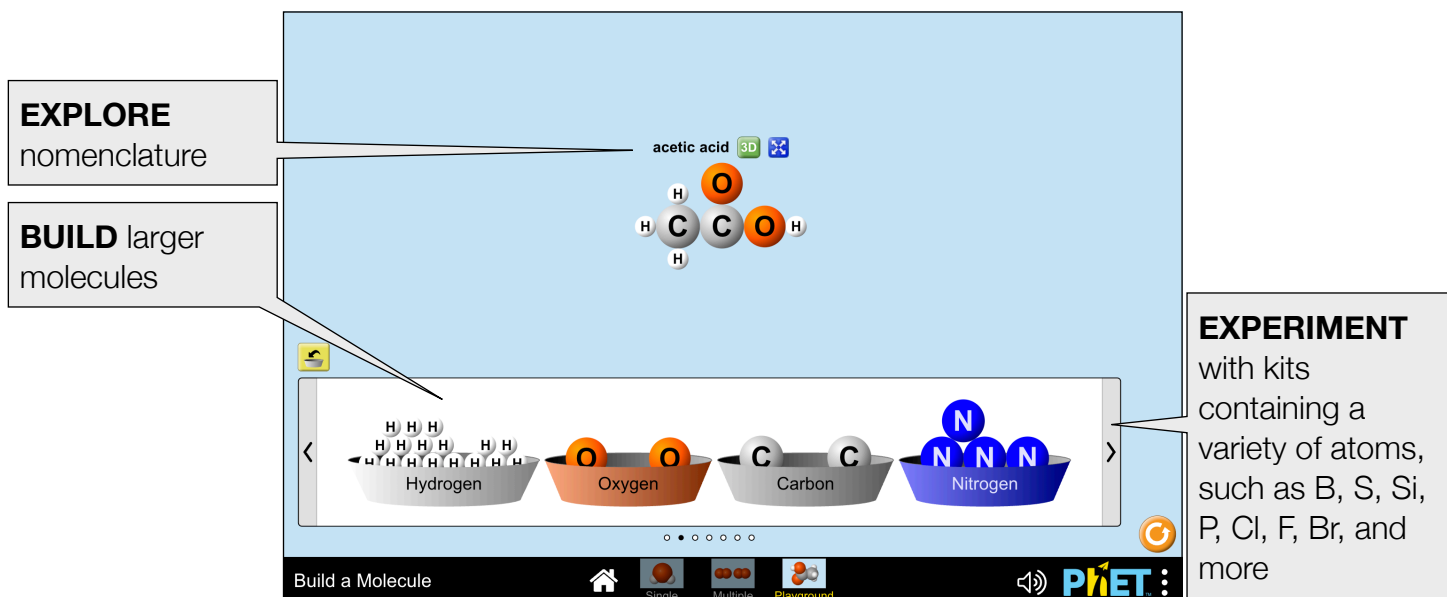 EXPLORE
nomenclature
BUILD larger
molecules
acetic acid 3D
O
H
H C C O H
H
EXPERIMENT
with kits
containing a
variety of atoms,
such as B, S, Si,
P, Cl, F, Br, and
more
H H H
H H H H H H
H H H H H H H H
O O
C C
N
N N N
Hydrogen
Oxygen
Carbon
Nitrogen
Build a Molecule
Single
Multiple
Playground
PhET